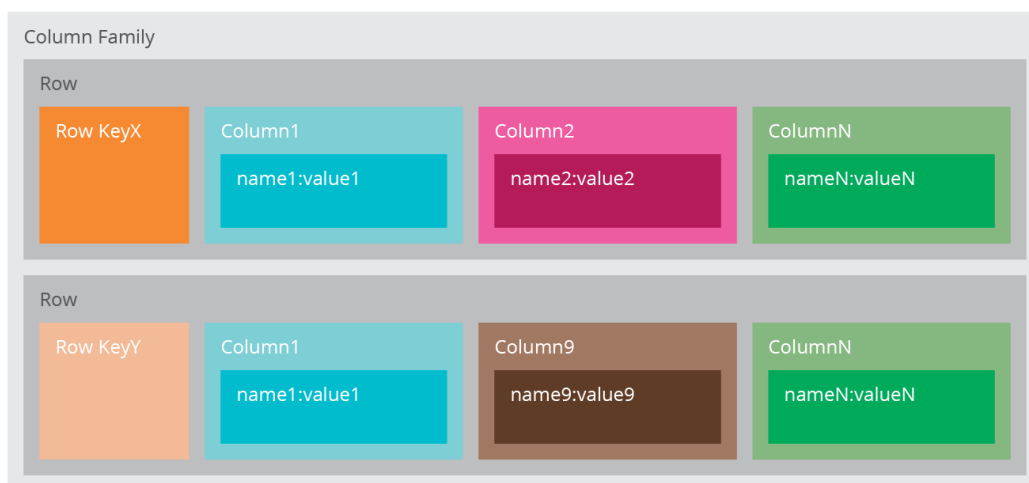 Column Family
Row
Row KeyX
Column1
name1:value1
Column2
name2:value2
ColumnN
nameN:valueN
Row
Row KeyY
Column1
name1:value1
Column9
name9:value9
ColumnN
nameN:valueN